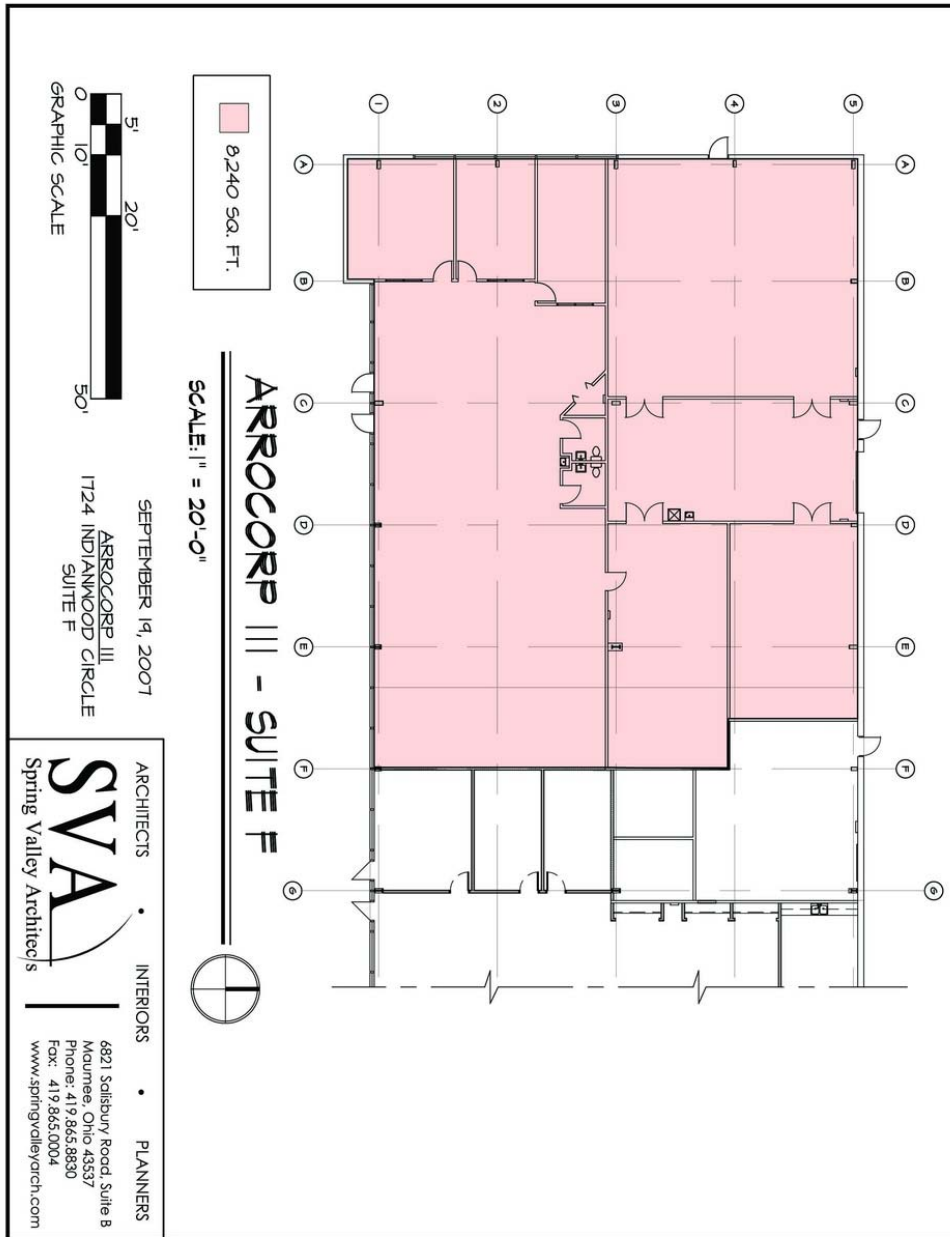 A
B
C
D
E
F
G
1
2
3
4
5
A
B
C
D
E
F
G
8,240 SQ. FT.
ARROCORP III - SUITE F
SCALE: 1" = 20'-0"
0
5'
10'
20'
50'
GRAPHIC SCALE
SEPTEMBER 19, 2007
ARROCORP III
1724 INDIANWOOD CIRCLE
SUITE F
ARCHITECTS • INTERIORS • PLANNERS
SVA
Spring Valley Architects
6821 Salisbury Road, Suite B
Maumee, Ohio 43537
Phone: 419.865.8830
Fax: 419.865.0004
www.springvalleyarch.com